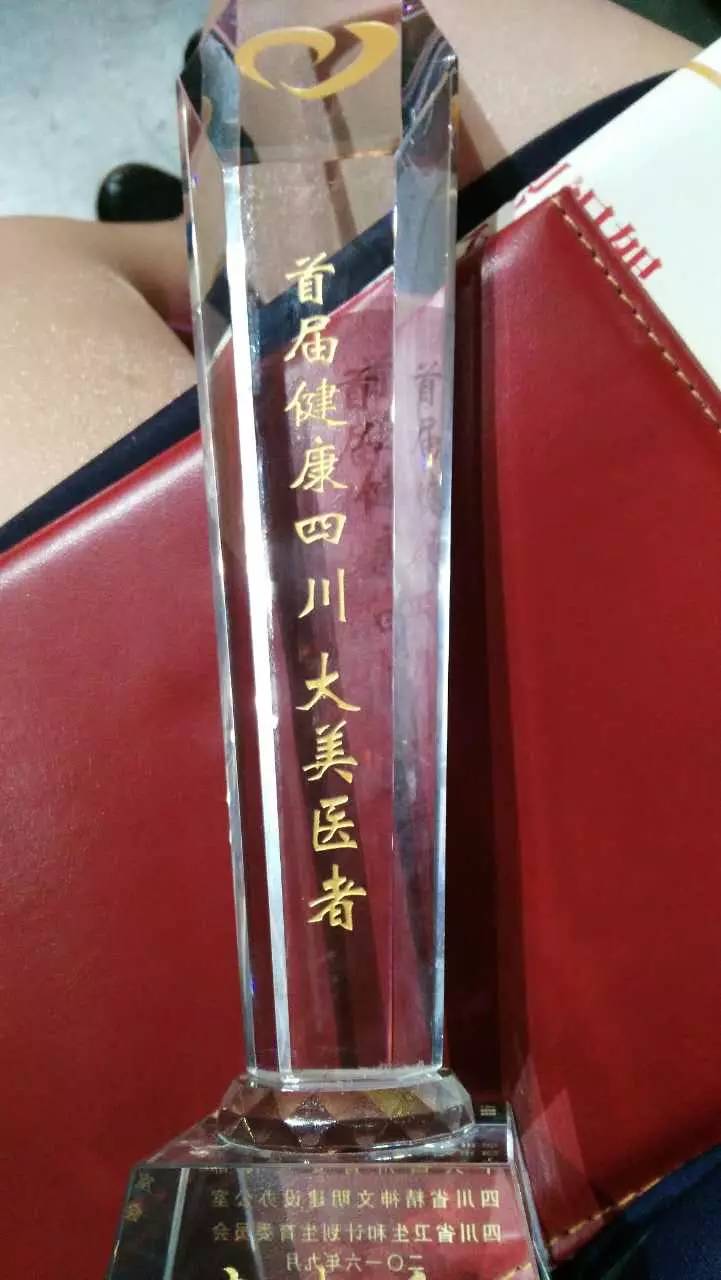 首届健康四川 大美医者
四川省精神文明建设办公室
四川省卫生和计划生育委员会
二〇一六年九月